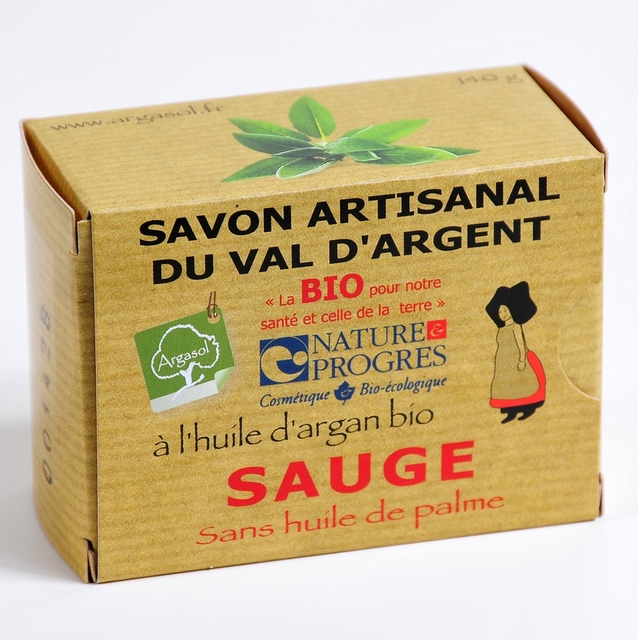 www.argasol.fr
140 g
SAVON ARTISANAL
DU VAL D'ARGENT
« La BIO pour notre
santé et celle de la terre »
Argasol
NATURE &
PROGRES
Cosmétique & Bio-écologique
à l'huile d'argan bio
SAUGE
Sans huile de palme